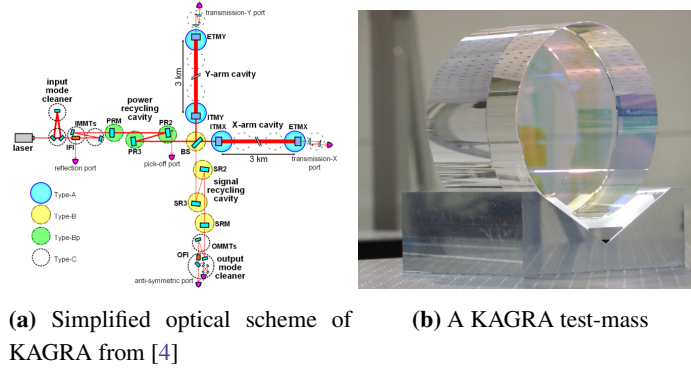 transmission-Y port
ETMY
3 km
Y-arm cavity
input
mode
cleaner
power
recycling
cavity
IMMTs
PRM
PR2
ITMY
ITMX
X-arm cavity
ETMX
laser
IFI
PR3
BS
3 km
reflection port
pick-off port
transmission-X
port
SR2
signal
recycling
cavity
Type-A
Type-B
Type-Bp
Type-C
SR3
SRM
OMMTs
OFI
output
mode
cleaner
anti-symmetric port
(a) Simplified optical scheme of
KAGRA from [4]
(b) A KAGRA test-mass